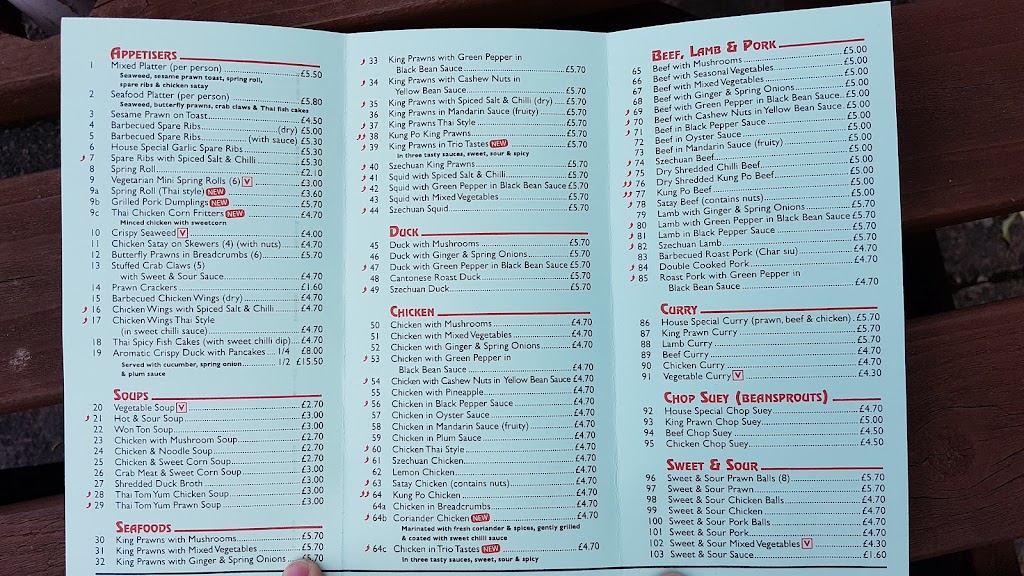 APPETISERS
1 Mixed Platter (per person) £5.50
Seaweed, sesame prawn toast, spring roll,
spare ribs & chicken satay
2 Seafood Platter (per person) £5.80
Seaweed, butterfly prawns, crab claws & Thai fish cakes
3 Sesame Prawn on Toast £4.50
4 Barbecued Spare Ribs (dry) £5.00
5 Barbecued Spare Ribs (with sauce) £5.30
6 House Special Garlic Spare Ribs £5.30
7 Spare Ribs with Spiced Salt & Chilli £5.30
8 Spring Roll £2.10
9 Vegetarian Mini Spring Rolls (6) V £3.00
9a Spring Roll (Thai style) NEW £3.60
9b Grilled Pork Dumplings NEW £5.70
9c Thai Chicken Corn Fritters NEW £4.70
Minced chicken with sweetcorn
10 Crispy Seaweed V £4.00
11 Chicken Satay on Skewers (4) (with nuts) £4.70
12 Butterfly Prawns in Breadcrumbs (6) £5.70
13 Stuffed Crab Claws (5)
with Sweet & Sour Sauce £4.70
14 Prawn Crackers £1.60
15 Barbecued Chicken Wings (dry) £4.70
16 Chicken Wings with Spiced Salt & Chilli £4.70
17 Chicken Wings Thai Style
(in sweet chilli sauce) £4.70
18 Thai Spicy Fish Cakes (with sweet chilli dip) £4.70
19 Aromatic Crispy Duck with Pancakes 1/4 £8.00
Served with cucumber, spring onion 1/2 £15.50
& plum sauce
SOUPS
20 Vegetable Soup V £2.70
21 Hot & Sour Soup £3.00
22 Won Ton Soup £3.00
23 Chicken with Mushroom Soup £2.70
24 Chicken & Noodle Soup £2.70
25 Chicken & Sweet Corn Soup £2.70
26 Crab Meat & Sweet Corn Soup £3.00
27 Shredded Duck Broth £3.00
28 Thai Tom Yum Chicken Soup £3.00
29 Thai Tom Yum Prawn Soup £3.00
SEAFOODS
30 King Prawns with Mushrooms £5.70
31 King Prawns with Mixed Vegetables £5.70
32 King Prawns with Ginger & Spring Onions £5.70
33 King Prawns with Green Pepper in
Black Bean Sauce £5.70
34 King Prawns with Cashew Nuts in
Yellow Bean Sauce £5.70
35 King Prawns with Spiced Salt & Chilli (dry) £5.70
36 King Prawns in Mandarin Sauce (fruity) £5.70
37 King Prawns Thai Style £5.70
38 Kung Po King Prawns £5.70
39 King Prawns in Trio Tastes NEW £5.70
In three tasty sauces, sweet, sour & spicy
40 Szechuan King Prawns £5.70
41 Squid with Spiced Salt & Chilli £5.70
42 Squid with Green Pepper in Black Bean Sauce £5.70
43 Squid with Mixed Vegetables £5.70
44 Szechuan Squid £5.70
DUCK
45 Duck with Mushrooms £5.70
46 Duck with Ginger & Spring Onions £5.70
47 Duck with Green Pepper in Black Bean Sauce £5.70
48 Cantonese Roast Duck £5.70
49 Szechuan Duck £5.70
CHICKEN
50 Chicken with Mushrooms £4.70
51 Chicken with Mixed Vegetables £4.70
52 Chicken with Ginger & Spring Onions £4.70
53 Chicken with Green Pepper in
Black Bean Sauce £4.70
54 Chicken with Cashew Nuts in Yellow Bean Sauce £4.70
55 Chicken with Pineapple £4.70
56 Chicken in Black Pepper Sauce £4.70
57 Chicken in Oyster Sauce £4.70
58 Chicken in Mandarin Sauce (fruity) £4.70
59 Chicken in Plum Sauce £4.70
60 Chicken Thai Style £4.70
61 Szechuan Chicken £4.70
62 Lemon Chicken £4.70
63 Satay Chicken (contains nuts) £4.70
64 Kung Po Chicken £4.70
64a Chicken in Breadcrumbs £4.70
64b Coriander Chicken NEW £4.70
Marinated with fresh coriander & spices, gently grilled
& coated with sweet chilli sauce
64c Chicken in Trio Tastes NEW £4.70
In three tasty sauces, sweet, sour & spicy
BEEF, LAMB & PORK
65 Beef with Mushrooms £5.00
66 Beef with Seasonal Vegetables £5.00
67 Beef with Mixed Vegetables £5.00
68 Beef with Ginger & Spring Onions £5.00
69 Beef with Green Pepper in Black Bean Sauce £5.00
70 Beef with Cashew Nuts in Yellow Bean Sauce £5.00
71 Beef in Black Pepper Sauce £5.00
72 Beef in Oyster Sauce £5.00
73 Beef in Mandarin Sauce (fruity) £5.00
74 Szechuan Beef £5.00
75 Dry Shredded Chilli Beef £5.00
76 Dry Shredded Kung Po Beef £5.00
77 Kung Po Beef £5.00
78 Satay Beef (contains nuts) £5.00
79 Lamb with Ginger & Spring Onions £5.70
80 Lamb with Green Pepper in Black Bean Sauce £5.70
81 Lamb in Black Pepper Sauce £5.70
82 Szechuan Lamb £5.70
83 Barbecued Roast Pork (Char siu) £4.70
84 Double Cooked Pork £4.70
85 Roast Pork with Green Pepper in
Black Bean Sauce £4.70
CURRY
86 House Special Curry (prawn, beef & chicken) £5.70
87 King Prawn Curry £5.70
88 Lamb Curry £5.70
89 Beef Curry £4.70
90 Chicken Curry £4.70
91 Vegetable Curry V £4.30
CHOP SUEY (BEANSPROUTS)
92 House Special Chop Suey £4.70
93 King Prawn Chop Suey £5.00
94 Beef Chop Suey £4.50
95 Chicken Chop Suey £4.50
SWEET & SOUR
96 Sweet & Sour Prawn Balls (8) £5.70
97 Sweet & Sour Prawn £5.70
98 Sweet & Sour Chicken Balls £4.70
99 Sweet & Sour Chicken £4.70
100 Sweet & Sour Pork Balls £4.70
101 Sweet & Sour Pork £4.70
102 Sweet & Sour Mixed Vegetables V £4.30
103 Sweet & Sour Sauce £1.60